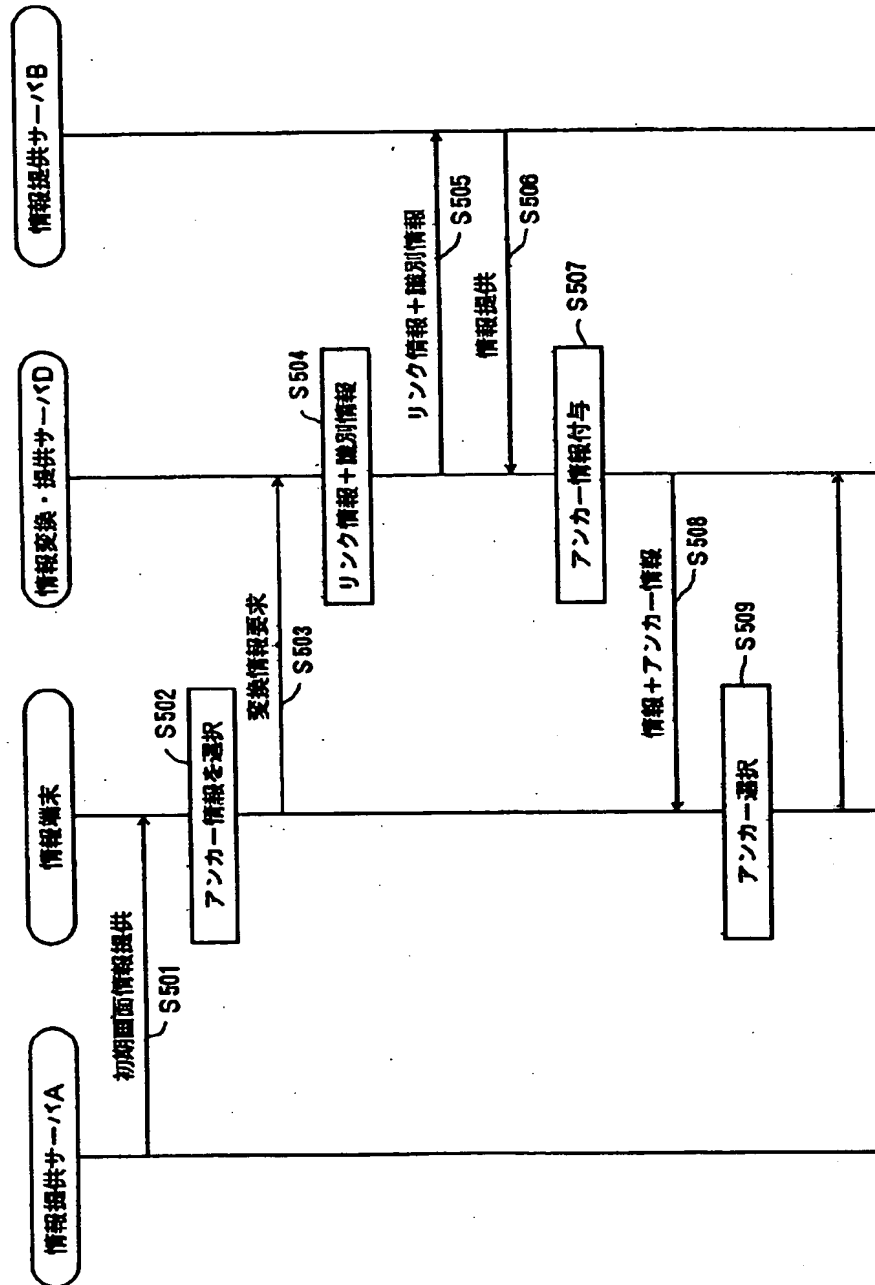 情報提供サーバA
情報端末
情報変換・提供サーバD
情報提供サーバB
初期画面情報提供
S501
アンカー情報を選択
S502
変換情報要求
S503
リンク情報+識別情報
S504
リンク情報+識別情報
S505
情報提供
S506
アンカー情報付与
S507
情報+アンカー情報
S508
アンカー選択
S509